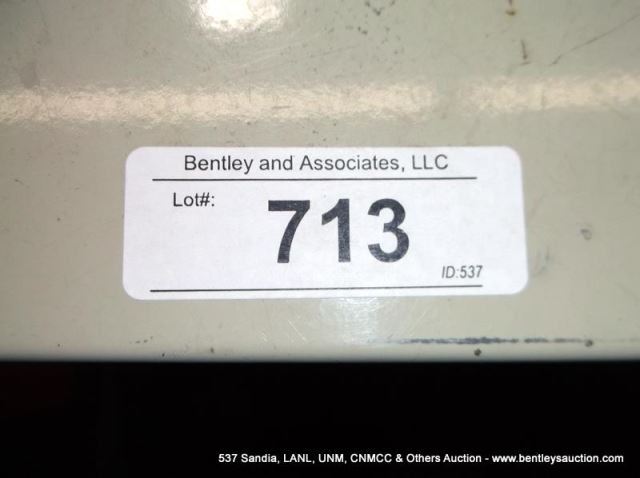 Bentley and Associates, LLC
Lot#:
713
ID:537
537 Sandia, LANL, UNM, CNMCC & Others Auction - www.bentleysauction.com